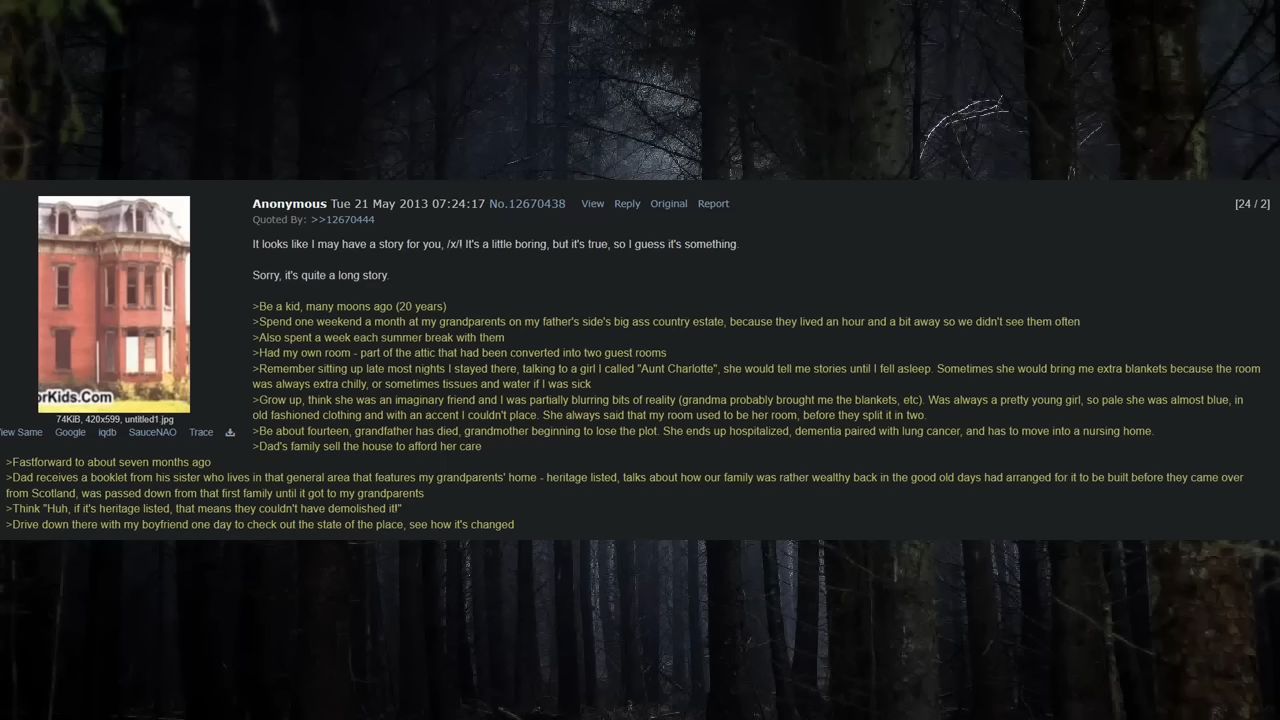 Anonymous Tue 21 May 2013 07:24:17 No.12670438 View Reply Original Report [24 / 2]
Quoted By: >>12670444
It looks like I may have a story for you, /x/! It's a little boring, but it's true, so I guess it's something.
Sorry, it's quite a long story.
>Be a kid, many moons ago (20 years)
>Spend one weekend a month at my grandparents on my father's side's big ass country estate, because they lived an hour and a bit away so we didn't see them often
>Also spent a week each summer break with them
>Had my own room - part of the attic that had been converted into two guest rooms
>Remember sitting up late most nights I stayed there, talking to a girl I called "Aunt Charlotte", she would tell me stories until I fell asleep. Sometimes she would bring me extra blankets because the room
was always extra chilly, or sometimes tissues and water if I was sick
>Grow up, think she was an imaginary friend and I was partially blurring bits of reality (grandma probably brought me the blankets, etc). Was always a pretty young girl, so pale she was almost blue, in
old fashioned clothing and with an accent I couldn't place. She always said that my room used to be her room, before they split it in two.
>Be about fourteen, grandfather has died, grandmother beginning to lose the plot. She ends up hospitalized, dementia paired with lung cancer, and has to move into a nursing home.
>Dad's family sell the house to afford her care
orKids.Com
74KiB, 420x599, untitled1.jpg
iew Same Google iqdb SauceNAO Trace
>Fastforward to about seven months ago
>Dad receives a booklet from his sister who lives in that general area that features my grandparents' home - heritage listed, talks about how our family was rather wealthy back in the good old days had arranged for it to be built before they came over
from Scotland, was passed down from that first family until it got to my grandparents
>Think "Huh, if it's heritage listed, that means they couldn't have demolished it!"
>Drive down there with my boyfriend one day to check out the state of the place, see how it's changed